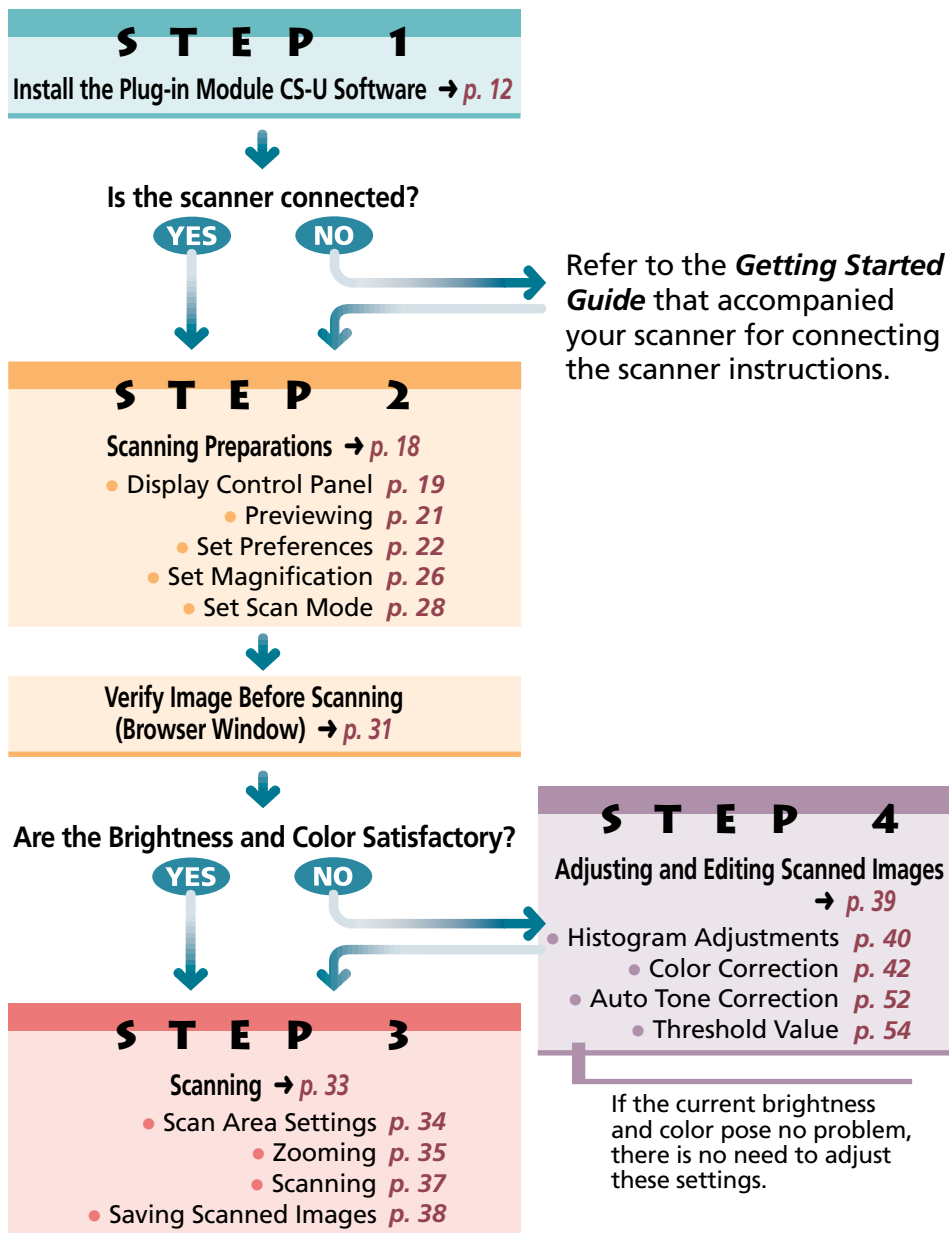 STEP 1
Install the Plug-in Module CS-U Software ➜ p. 12
Is the scanner connected?
YES NO
Refer to the Getting Started
Guide that accompanied
your scanner for connecting
the scanner instructions.
STEP 2
Scanning Preparations ➜ p. 18
• Display Control Panel p. 19
• Previewing p. 21
• Set Preferences p. 22
• Set Magnification p. 26
• Set Scan Mode p. 28
Verify Image Before Scanning
(Browser Window) ➜ p. 31
Are the Brightness and Color Satisfactory?
YES NO
STEP 4
Adjusting and Editing Scanned Images
➜ p. 39
• Histogram Adjustments p. 40
• Color Correction p. 42
• Auto Tone Correction p. 52
• Threshold Value p. 54
If the current brightness
and color pose no problem,
there is no need to adjust
these settings.
STEP 3
Scanning ➜ p. 33
• Scan Area Settings p. 34
• Zooming p. 35
• Scanning p. 37
• Saving Scanned Images p. 38